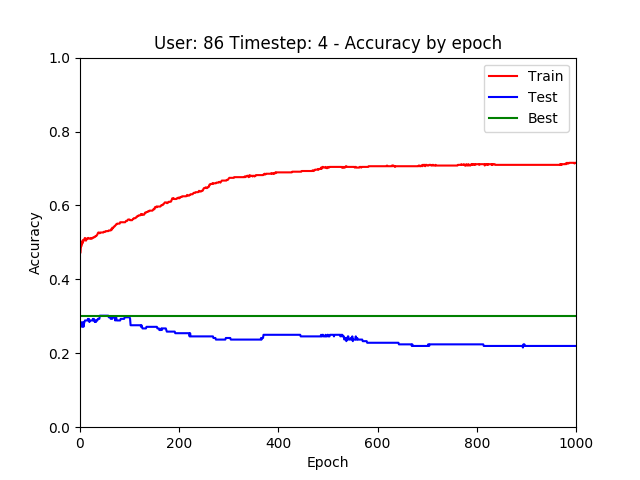 User: 86 Timestep: 4 - Accuracy by epoch
1.0
0.8
0.6
0.4
0.2
0.0
Accuracy
Train
Test
Best
0 200 400 600 800 1000
Epoch